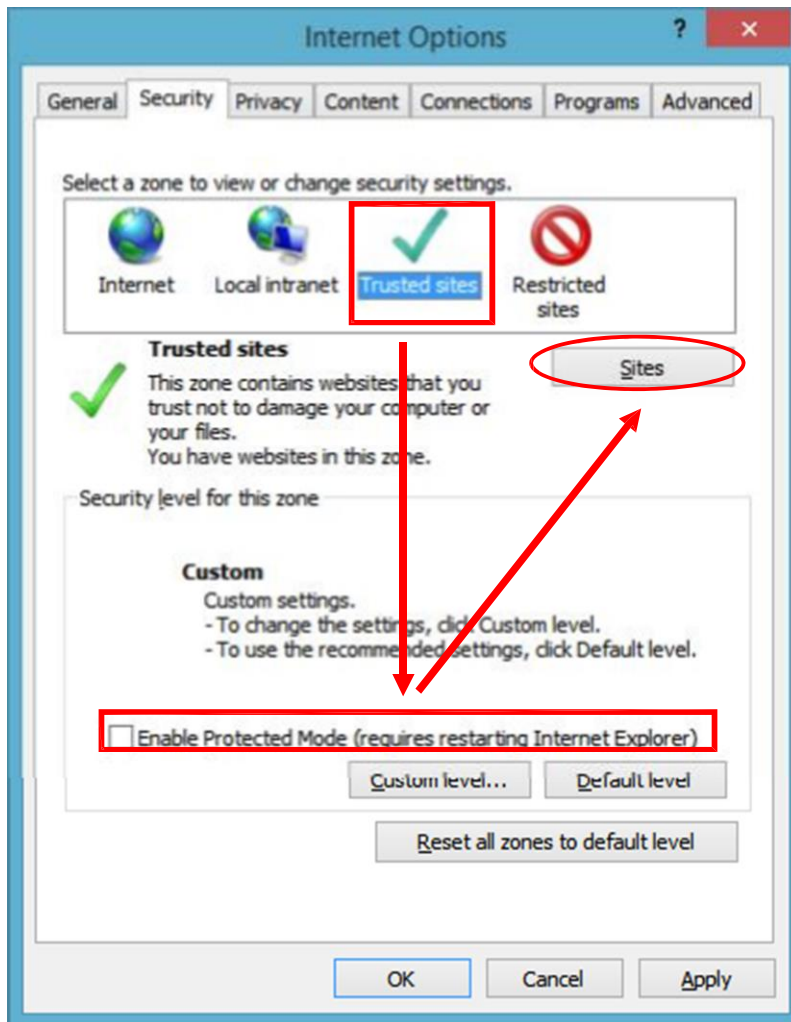 Internet Options
?
General Security Privacy Content Connections Programs Advanced
Select a zone to view or change security settings.
Internet
Local intranet
Trusted sites
Restricted
sites
Trusted sites
Sites
This zone contains websites that you
trust not to damage your computer or
your files.
You have websites in this zone.
Security level for this zone
Custom
Custom settings.
- To change the settings, click Custom level.
- To use the recommended settings, click Default level.
Enable Protected Mode (requires restarting Internet Explorer)
Custom level... Default level
Reset all zones to default level
OK Cancel Apply